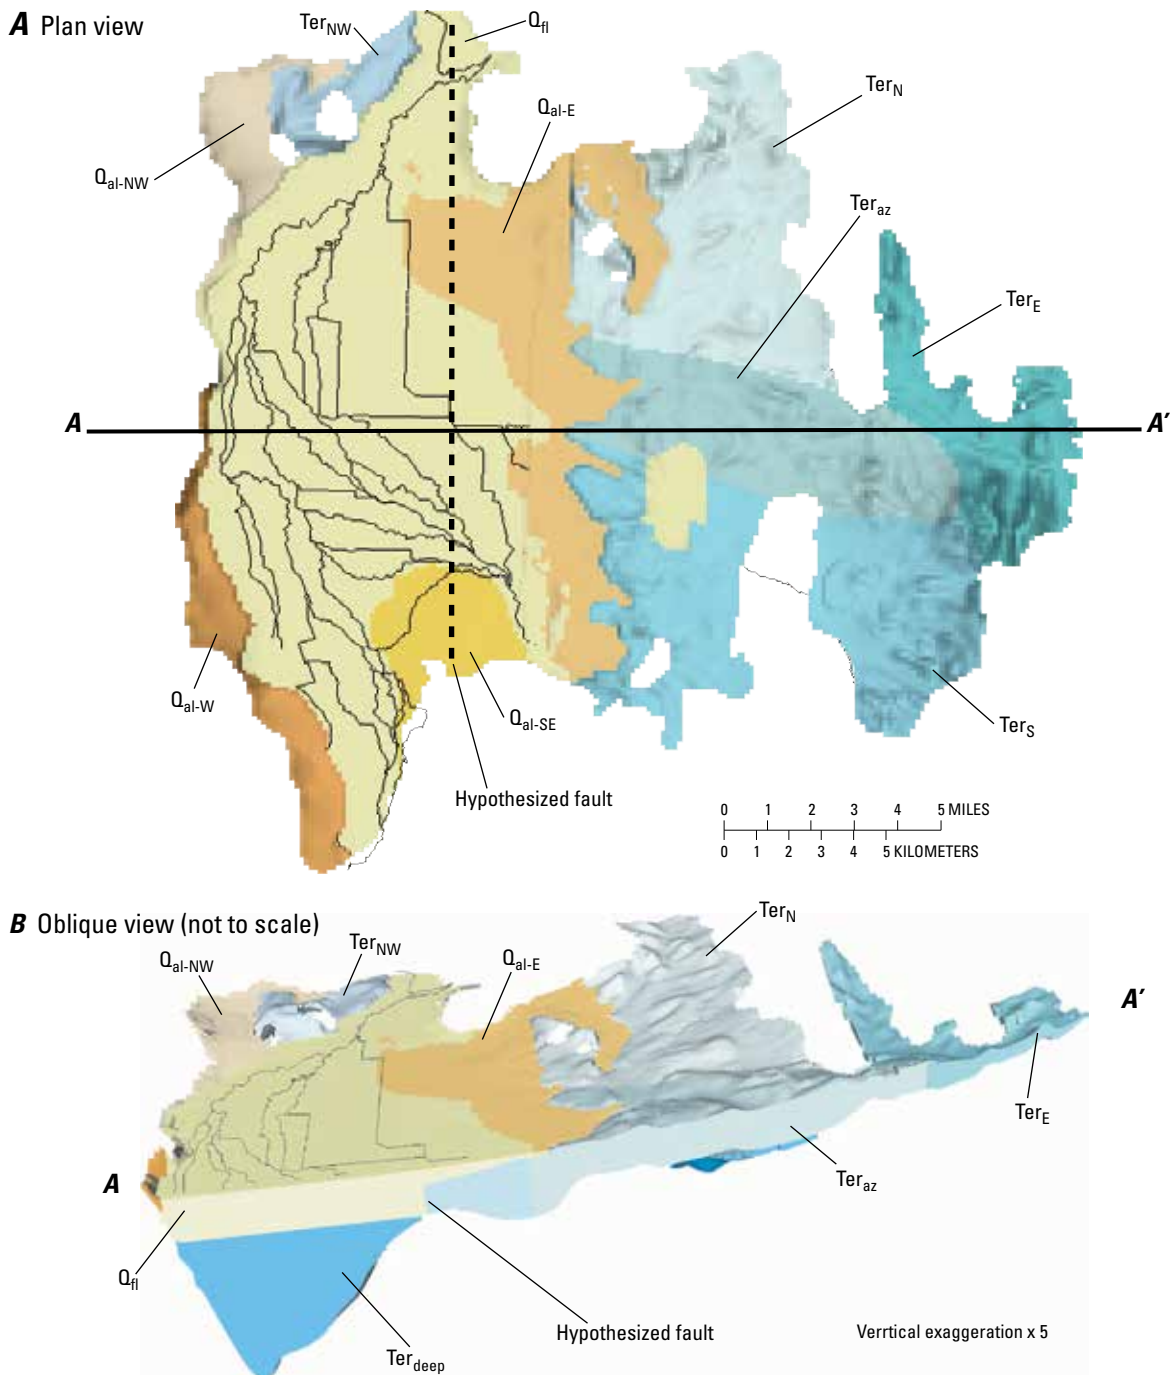 A Plan view
Ter_NW
Q_fl
Ter_N
Q_al-E
Q_al-NW
Ter_az
Ter_E
A
A′
Q_al-W
Q_al-SE
Ter_S
Hypothesized fault
0 1 2 3 4 5 MILES
0 1 2 3 4 5 KILOMETERS
B Oblique view (not to scale)
Ter_N
Ter_NW
Q_al-NW
Q_al-E
A′
Ter_E
Ter_az
A
Q_fl
Hypothesized fault
Verrtical exaggeration x 5
Ter_deep